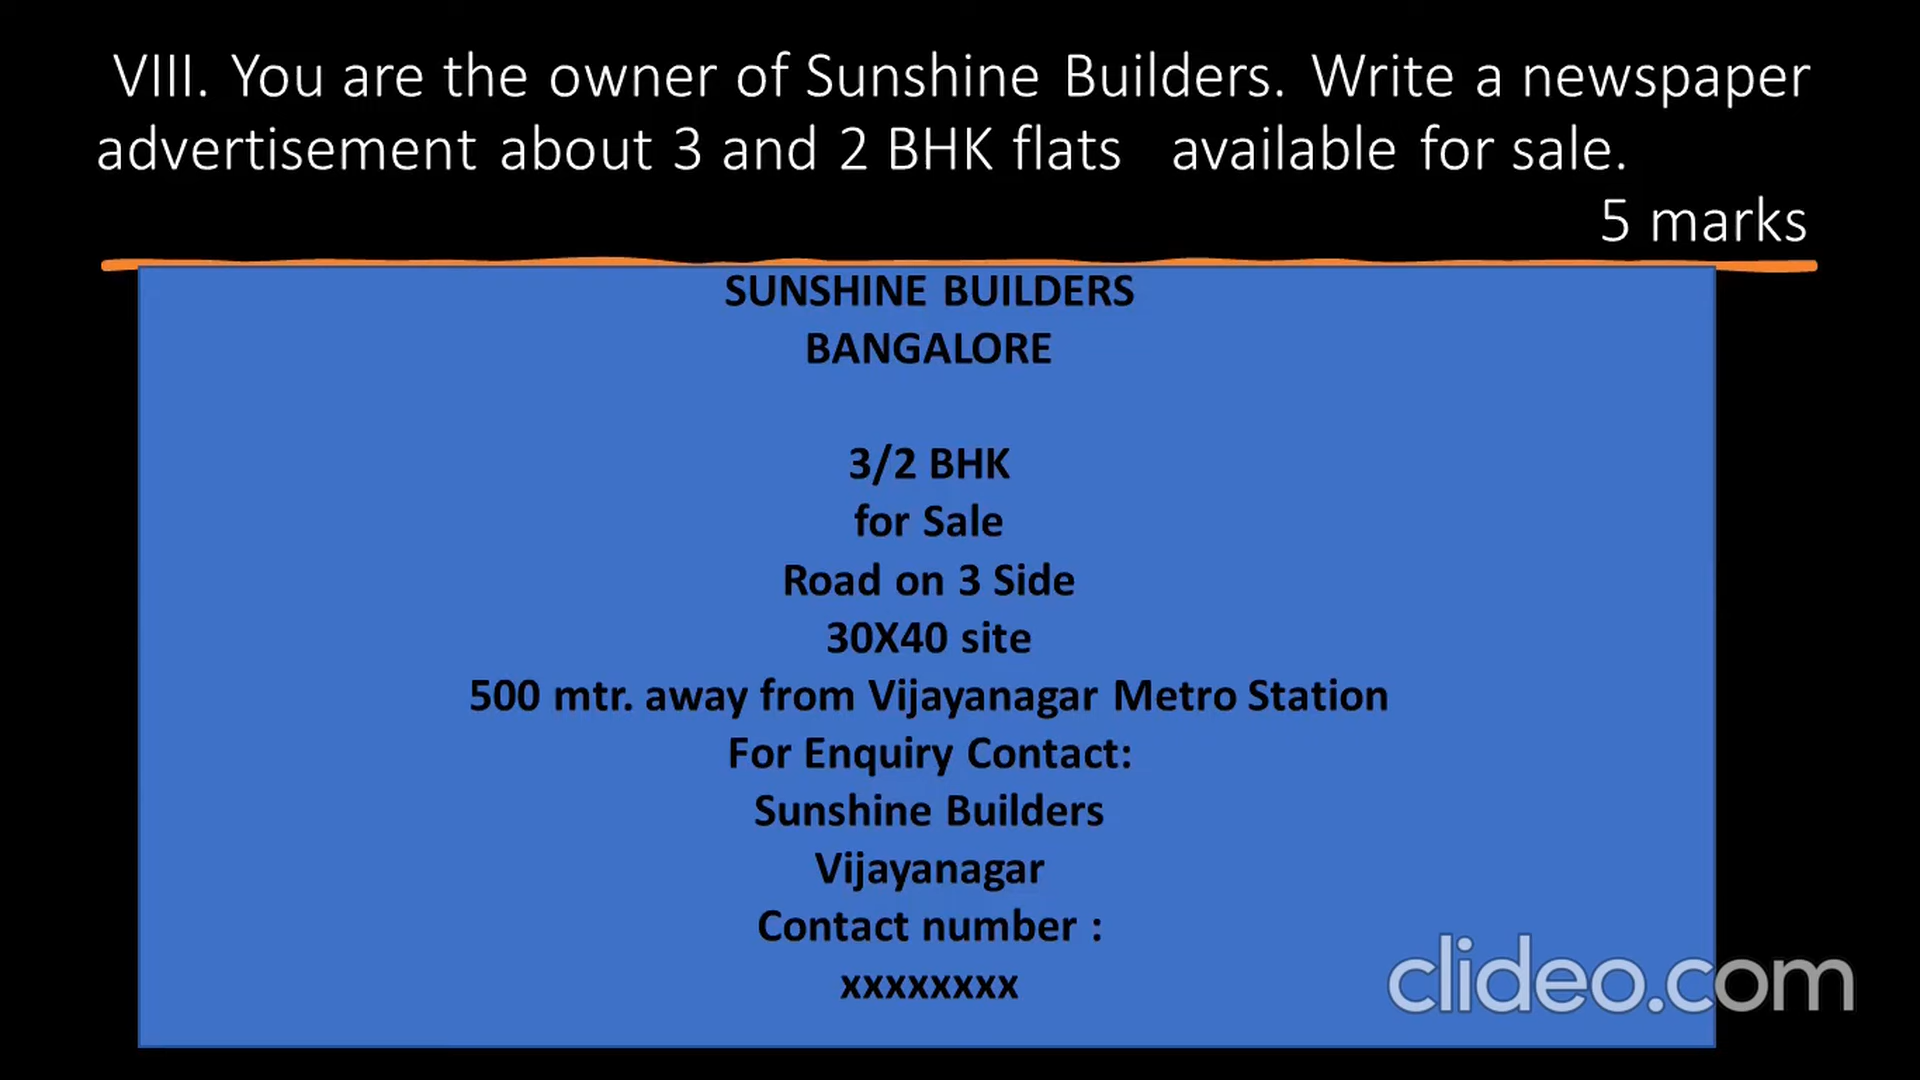 VIII. You are the owner of Sunshine Builders. Write a newspaper
advertisement about 3 and 2 BHK flats available for sale.
5 marks
SUNSHINE BUILDERS
BANGALORE
3/2 BHK
for Sale
Road on 3 Side
30X40 site
500 mtr. away from Vijayanagar Metro Station
For Enquiry Contact:
Sunshine Builders
Vijayanagar
Contact number :
xxxxxxxx
clideo.com